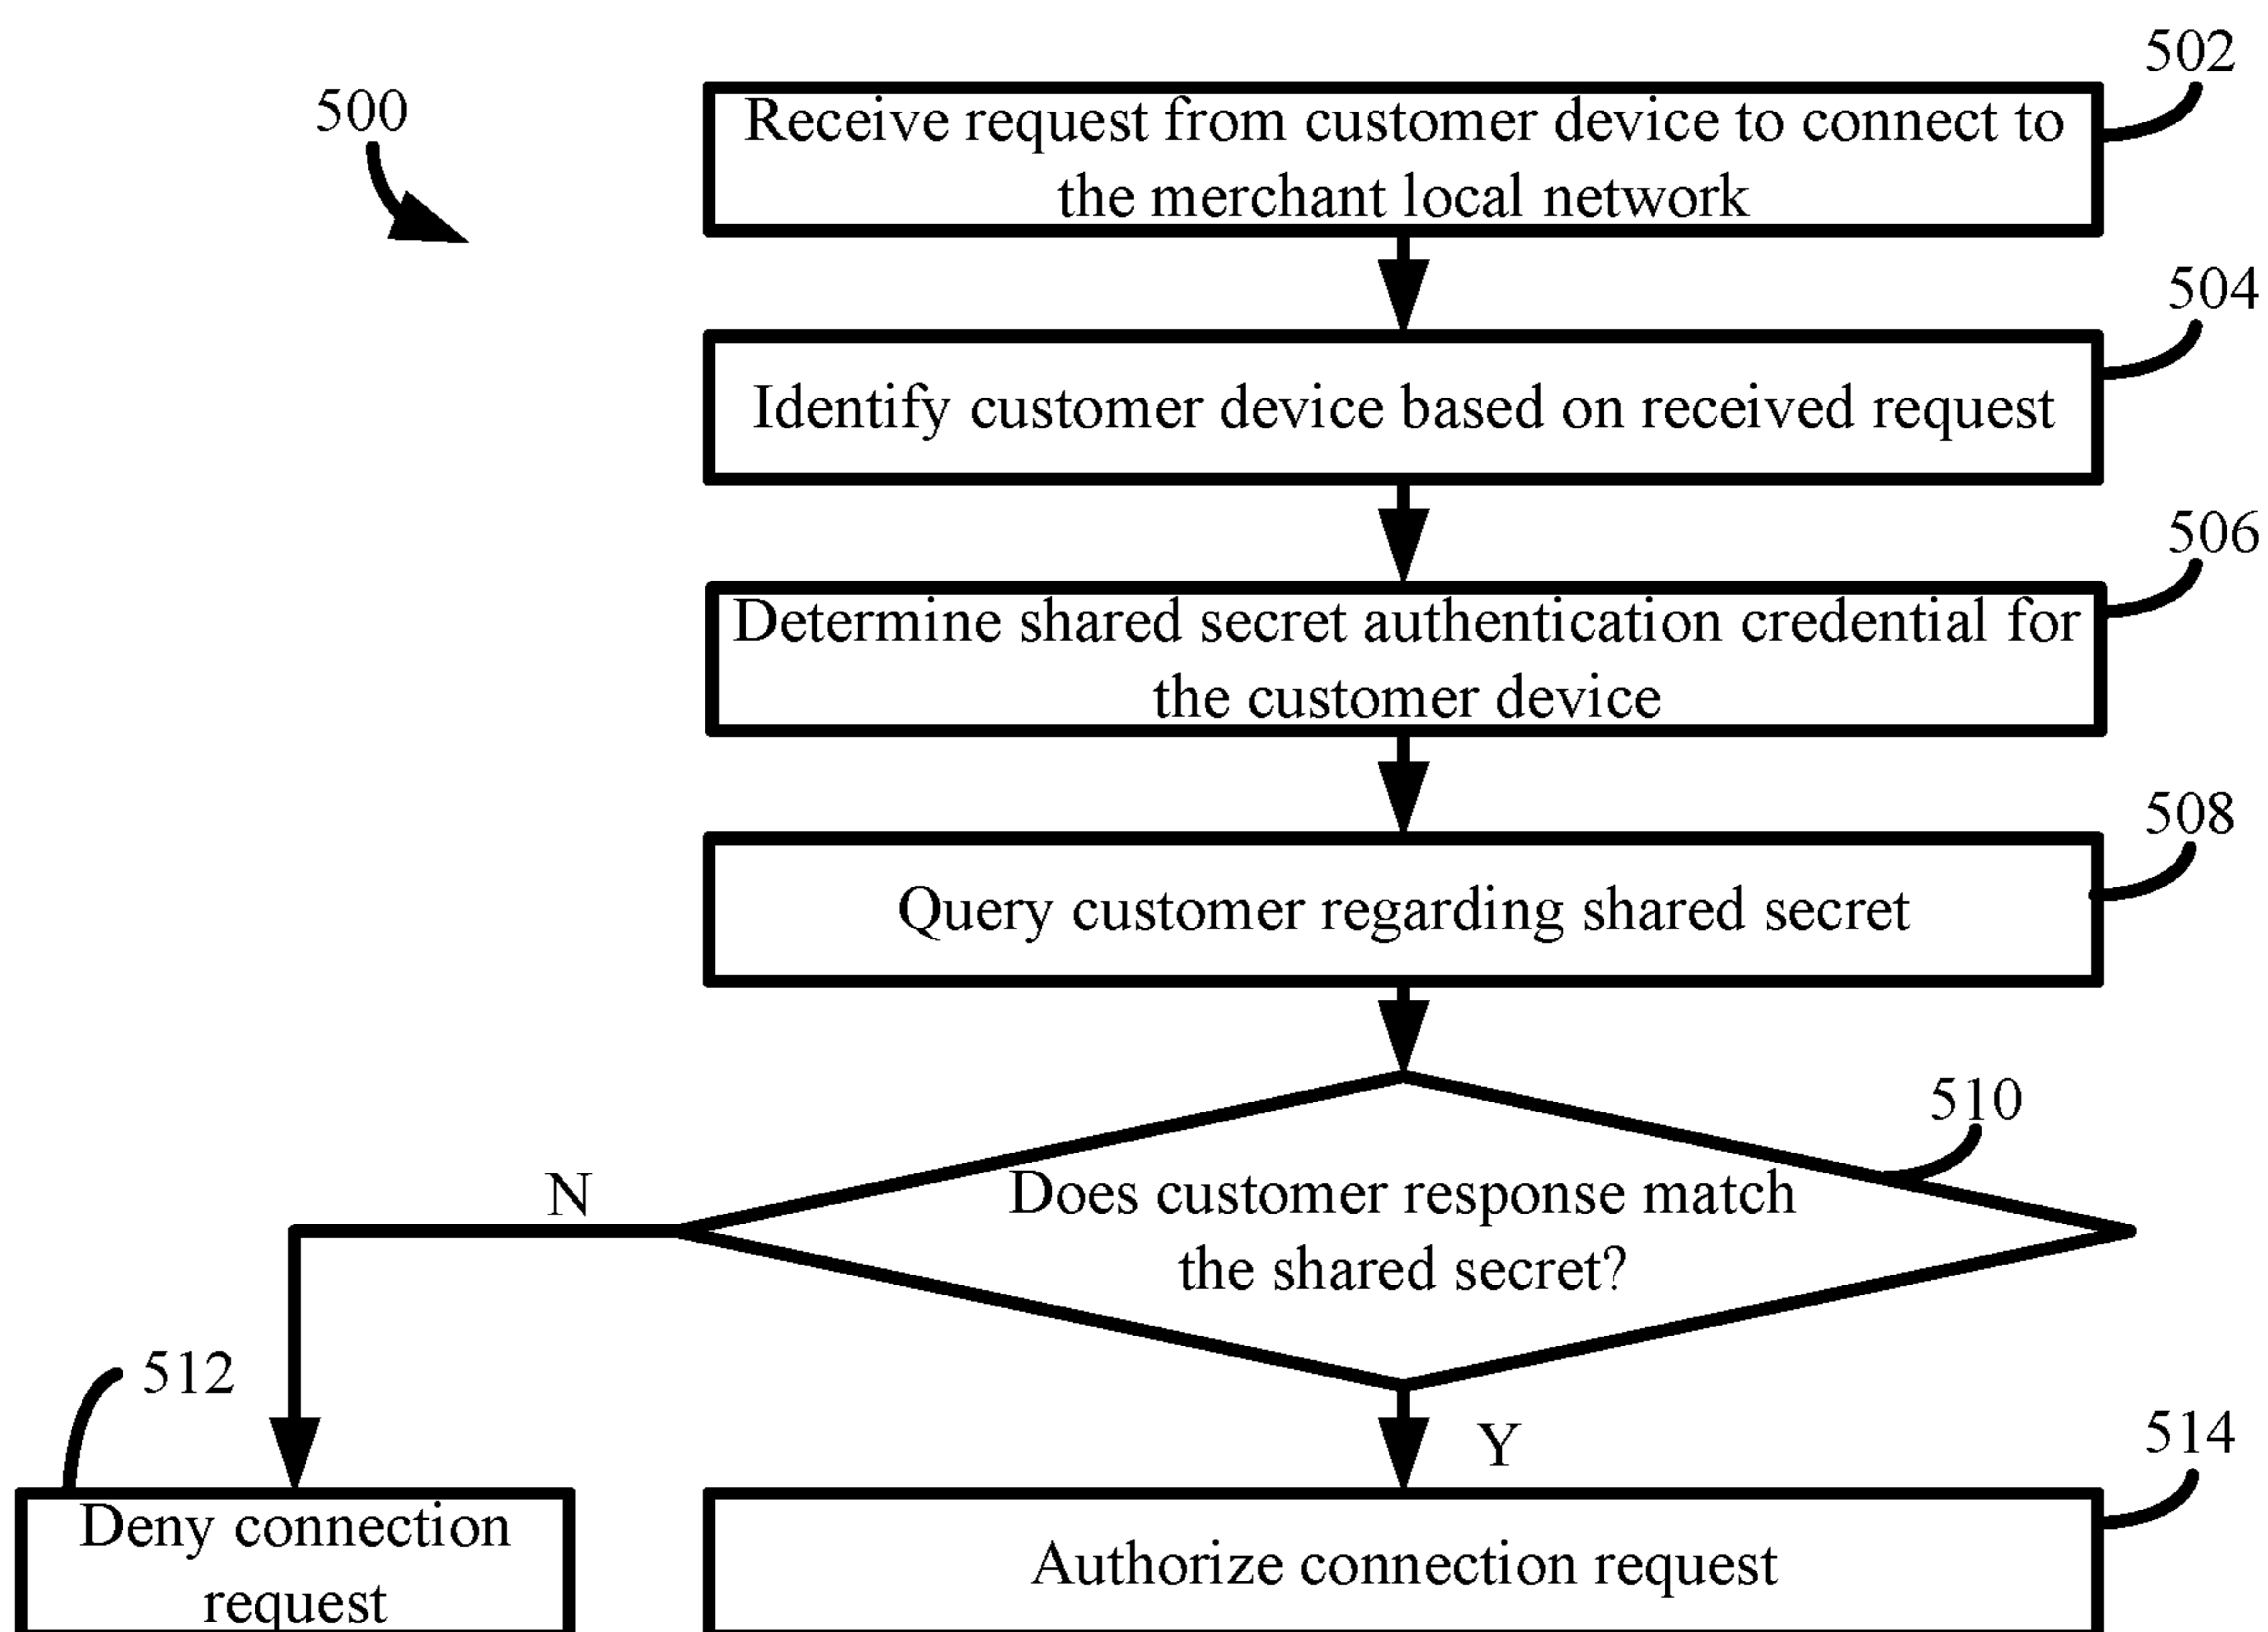 500
502
Receive request from customer device to connect to
the merchant local network
504
Identify customer device based on received request
506
Determine shared secret authentication credential for
the customer device
508
Query customer regarding shared secret
510
Does customer response match
the shared secret?
N
Y
512
Deny connection
request
514
Authorize connection request